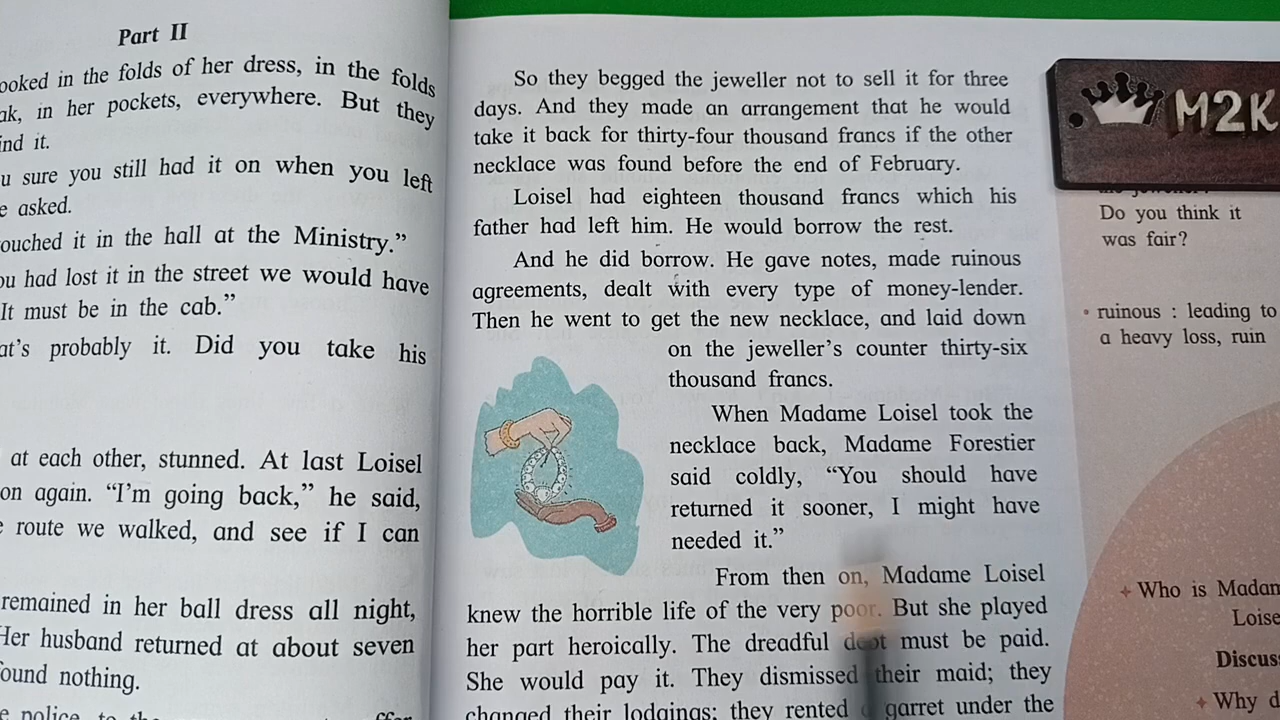 Part II
ooked in the folds of her dress, in the folds
ak, in her pockets, everywhere. But they
ind it.
u sure you still had it on when you left
e asked.
ouched it in the hall at the Ministry.”
ou had lost it in the street we would have
It must be in the cab.”
at's probably it. Did you take his
at each other, stunned. At last Loisel
on again. “I'm going back,” he said,
e route we walked, and see if I can
remained in her ball dress all night,
Her husband returned at about seven
ound nothing.
e police, to the
So they begged the jeweller not to sell it for three
days. And they made an arrangement that he would
take it back for thirty-four thousand francs if the other
necklace was found before the end of February.
Loisel had eighteen thousand francs which his
father had left him. He would borrow the rest.
And he did borrow. He gave notes, made ruinous
agreements, dealt with every type of money-lender.
Then he went to get the new necklace, and laid down
on the jeweller's counter thirty-six
thousand francs.
When Madame Loisel took the
necklace back, Madame Forestier
said coldly, “You should have
returned it sooner, I might have
needed it.”
From then on, Madame Loisel
knew the horrible life of the very poor. But she played
her part heroically. The dreadful debt must be paid.
She would pay it. They dismissed their maid; they
changed their lodgings; they rented garret under the
M2K
Do you think it
was fair?
• ruinous : leading to
a heavy loss, ruin
Who is Madam
Loise
Discus
Why d